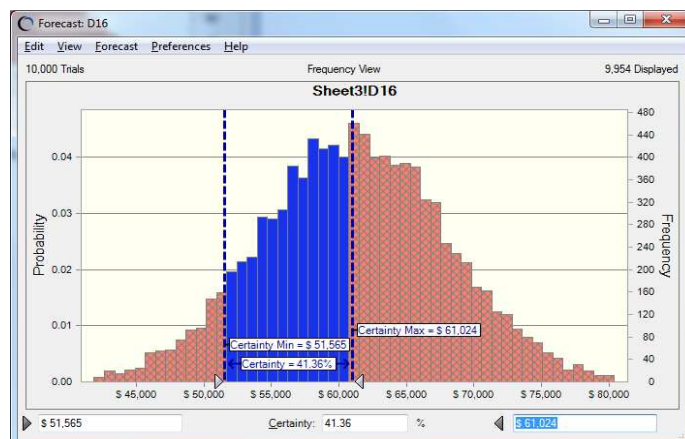 Forecast: D16
Edit View Forecast Preferences Help
10,000 Trials Frequency View 9,954 Displayed
Sheet3!D16
Probability
0.04
0.03
0.02
0.01
0.00
Certainty Min = $ 51,565
Certainty = 41.36%
Certainty Max = $ 61,024
480
440
400
360
320
280
240
200
160
120
80
40
0
Frequency
$ 45,000 $ 50,000 $ 55,000 $ 60,000 $ 65,000 $ 70,000 $ 75,000 $ 80,000
$ 51,565 Certainty: 41.36 % $ 61,024